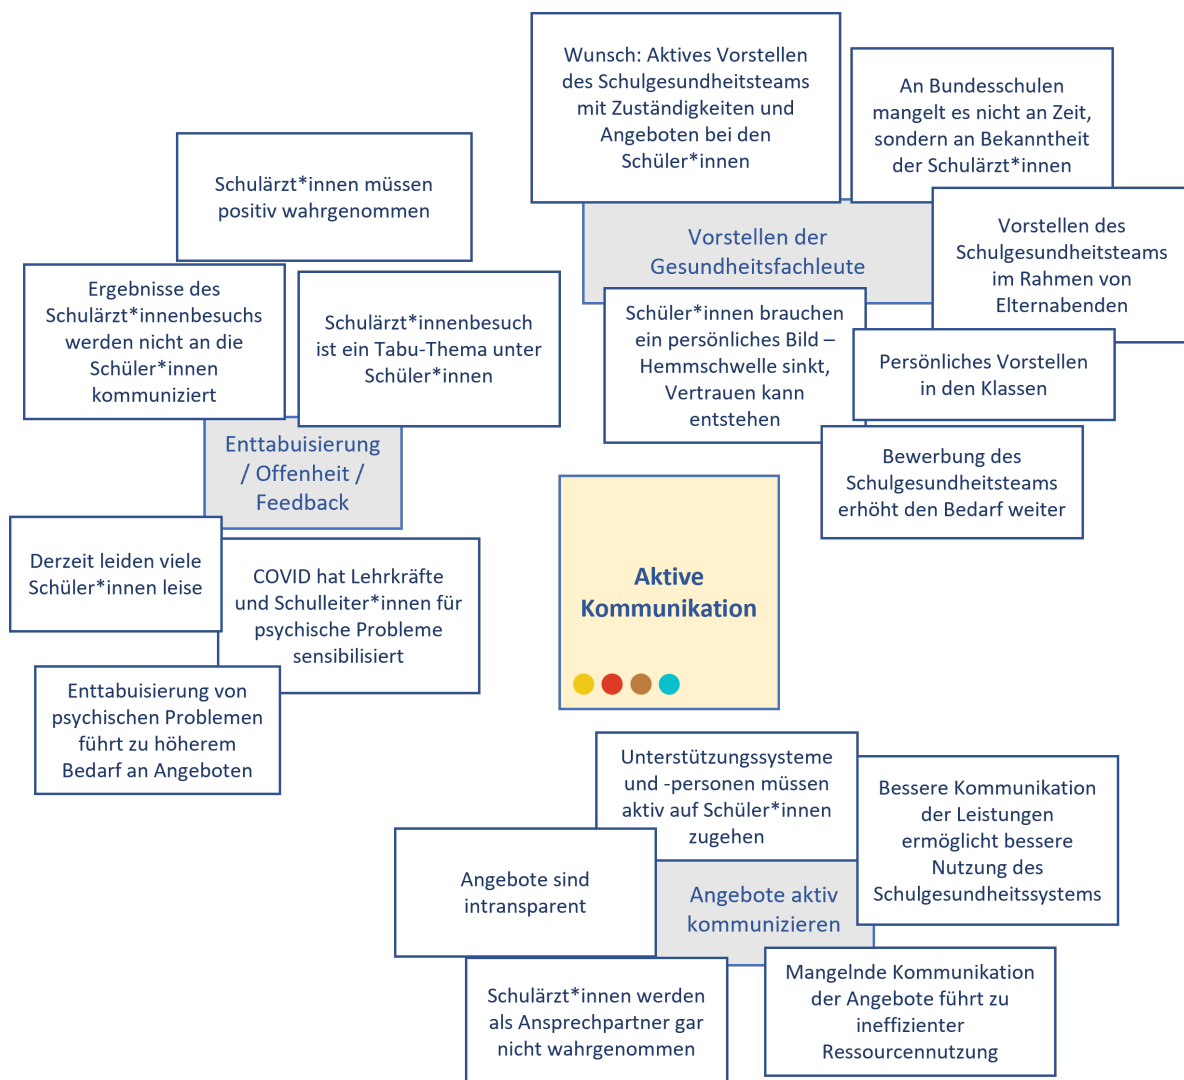 Wunsch: Aktives Vorstellen
des Schulgesundheitsteams
mit Zuständigkeiten und
Angeboten bei den
Schüler*innen
An Bundesschulen
mangelt es nicht an Zeit,
sondern an Bekanntheit
der Schulärzt*innen
Vorstellen der
Gesundheitsfachleute
Vorstellen des
Schulgesundheitsteams
im Rahmen von
Elternabenden
Schüler*innen brauchen
ein persönliches Bild –
Hemmschwelle sinkt,
Vertrauen kann
entstehen
Persönliches Vorstellen
in den Klassen
Bewerbung des
Schulgesundheitsteams
erhöht den Bedarf weiter
Schulärzt*innen müssen
positiv wahrgenommen
Ergebnisse des
Schulärzt*innenbesuchs
werden nicht an die
Schüler*innen
kommuniziert
Schulärzt*innenbesuch
ist ein Tabu-Thema unter
Schüler*innen
Enttabuisierung
/ Offenheit /
Feedback
Derzeit leiden viele
Schüler*innen leise
COVID hat Lehrkräfte
und Schulleiter*innen für
psychische Probleme
sensibilisiert
Enttabuisierung von
psychischen Problemen
führt zu höherem
Bedarf an Angeboten
Aktive
Kommunikation
Unterstützungssysteme
und -personen müssen
aktiv auf Schüler*innen
zugehen
Bessere Kommunikation
der Leistungen
ermöglicht bessere
Nutzung des
Schulgesundheitssystems
Angebote sind
intransparent
Angebote aktiv
kommunizieren
Schulärzt*innen werden
als Ansprechpartner gar
nicht wahrgenommen
Mangelnde Kommunikation
der Angebote führt zu
ineffizienter
Ressourcennutzung